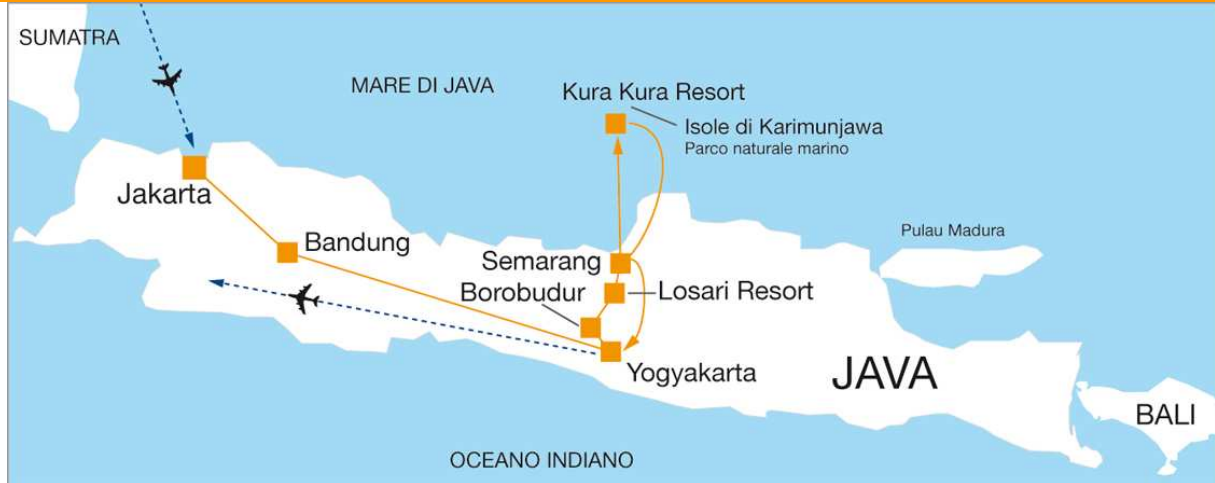 SUMATRA
MARE DI JAVA
Kura Kura Resort
Isole di Karimunjawa
Parco naturale marino
Jakarta
Bandung
Pulau Madura
Semarang
Borobudur
Losari Resort
Yogyakarta
JAVA
BALI
OCEANO INDIANO